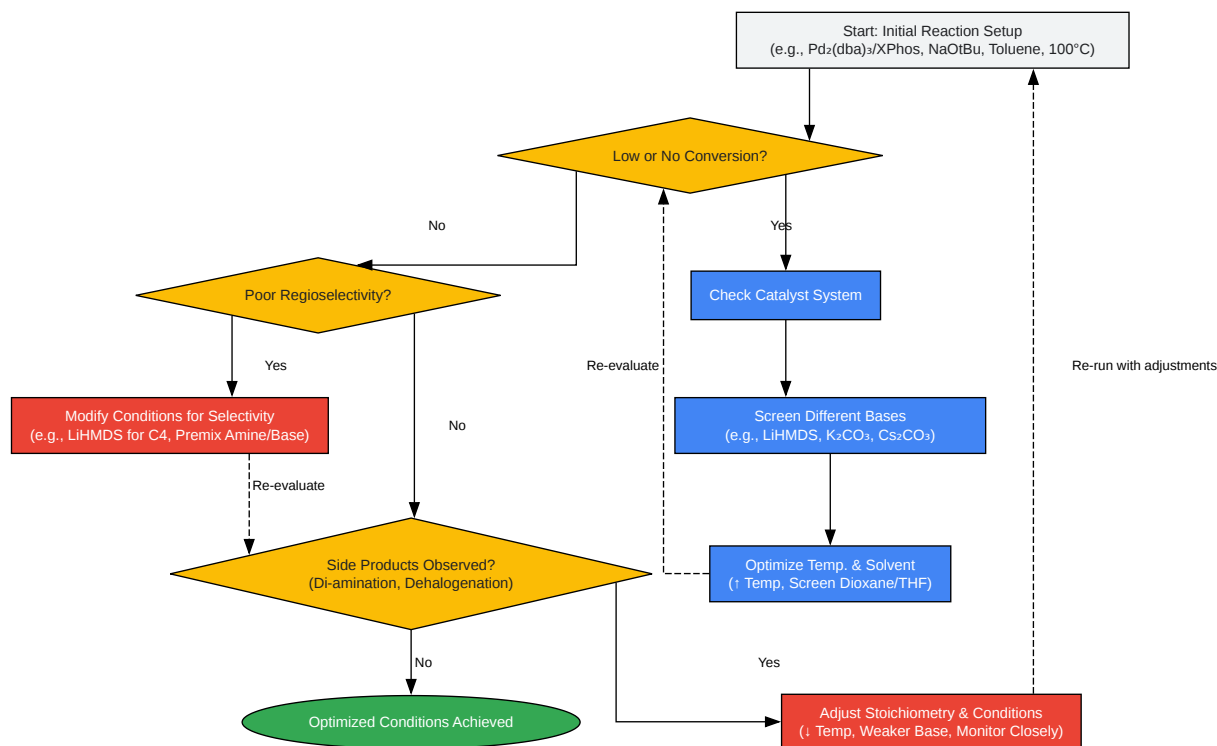 Start: Initial Reaction Setup
(e.g., Pd₂(dba)₃/XPhos, NaOtBu, Toluene, 100°C)
Low or No Conversion?
No
Yes
Check Catalyst System
Poor Regioselectivity?
Yes
Re-evaluate
Re-run with adjustments
Modify Conditions for Selectivity
(e.g., LiHMDS for C4, Premix Amine/Base)
No
Screen Different Bases
(e.g., LiHMDS, K₂CO₃, Cs₂CO₃)
Re-evaluate
Side Products Observed?
(Di-amination, Dehalogenation)
Optimize Temp. & Solvent
(↑ Temp, Screen Dioxane/THF)
No
Yes
Optimized Conditions Achieved
Adjust Stoichiometry & Conditions
(↓ Temp, Weaker Base, Monitor Closely)